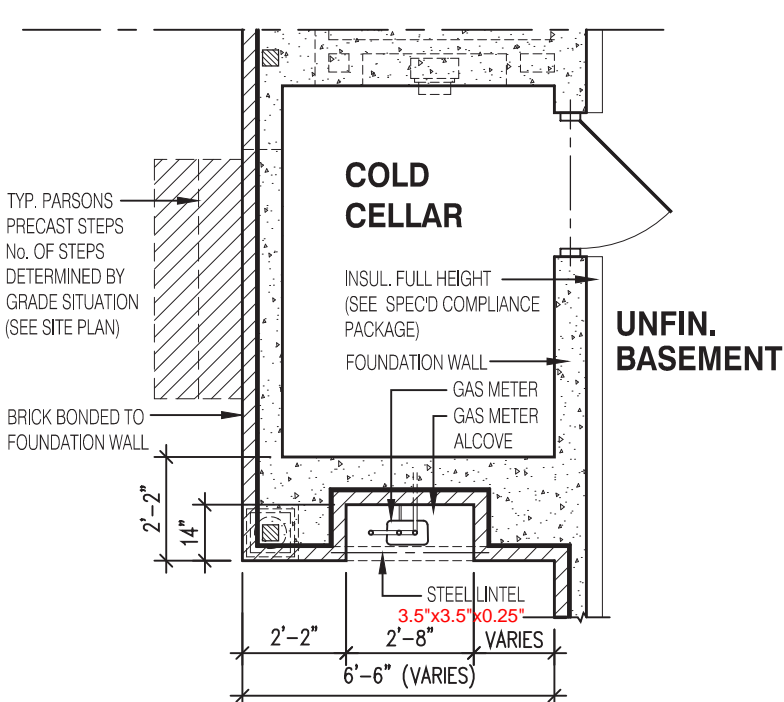 COLD
CELLAR
TYP. PARSONS
PRECAST STEPS
No. OF STEPS
DETERMINED BY
GRADE SITUATION
(SEE SITE PLAN)
INSUL. FULL HEIGHT
(SEE SPEC'D COMPLIANCE
PACKAGE)
UNFIN.
BASEMENT
FOUNDATION WALL
GAS METER
GAS METER
ALCOVE
BRICK BONDED TO
FOUNDATION WALL
2'-2"
14"
STEEL LINTEL
3.5"x3.5"x0.25"
2'-2"
2'-8"
VARIES
6'-6" (VARIES)